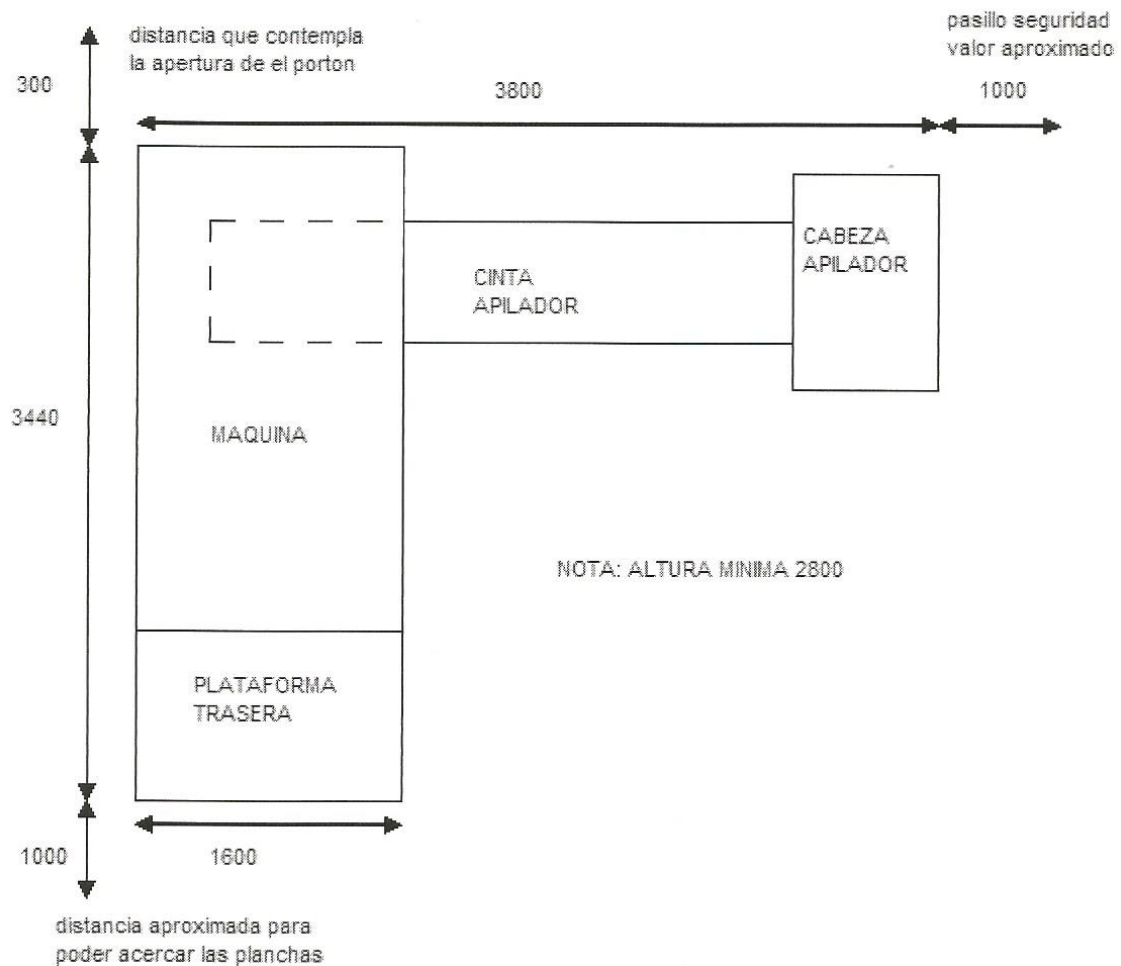 distancia que contempla
la apertura de el porton
pasillo seguridad
valor aproximado
300
3800
1000
CABEZA
APILADOR
CINTA
APILADOR
3440
MAQUINA
NOTA: ALTURA MINIMA 2800
PLATAFORMA
TRASERA
1000
1600
distancia aproximada para
poder acercar las planchas